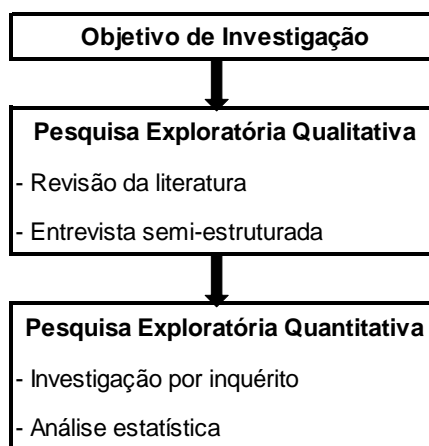 Objetivo de Investigação
Pesquisa Exploratória Qualitativa
- Revisão da literatura
- Entrevista semi-estruturada
Pesquisa Exploratória Quantitativa
- Investigação por inquérito
- Análise estatística